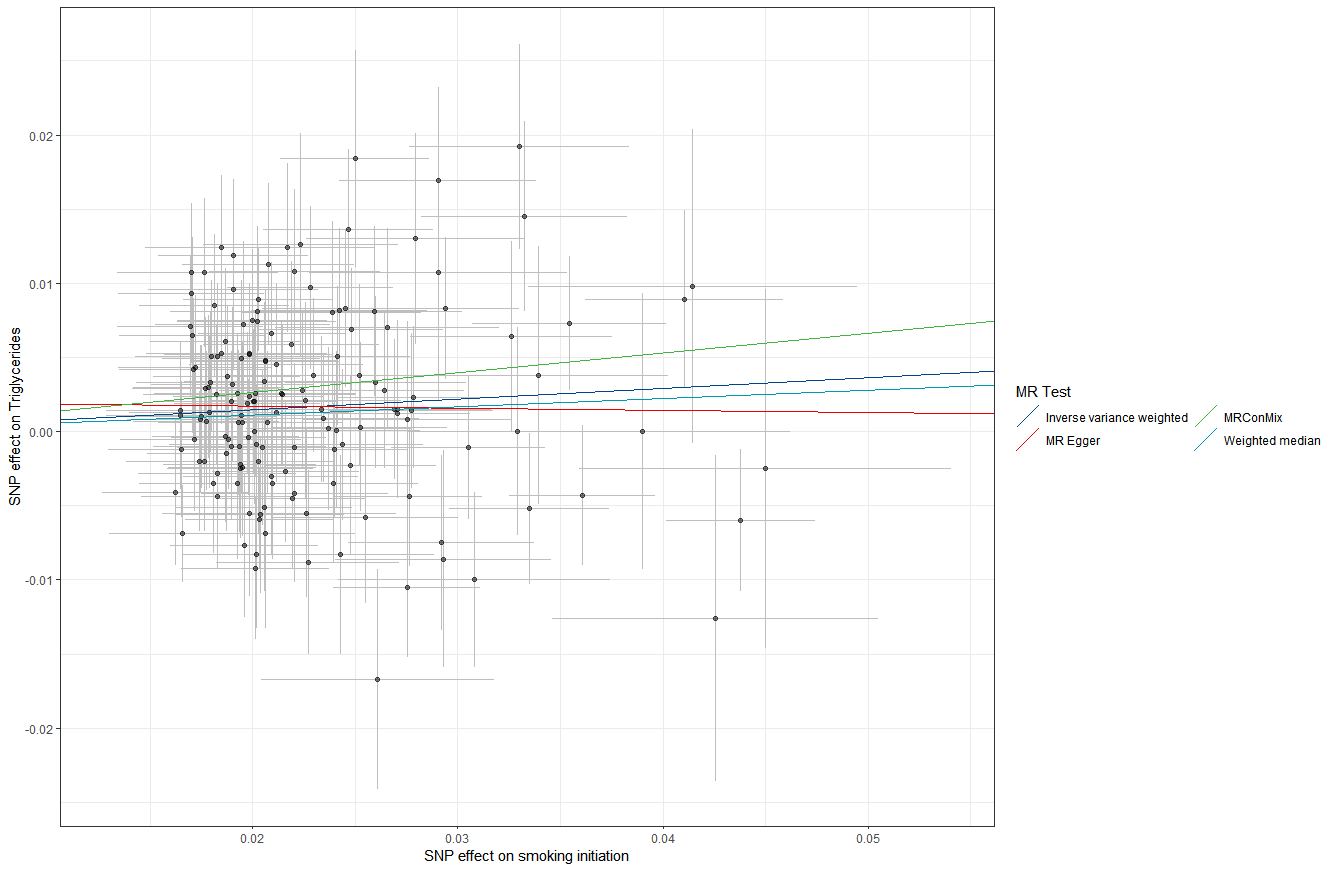 SNP effect on Triglycerides
0.02
0.01
0.00
-0.01
-0.02
0.02 0.03 0.04 0.05
SNP effect on smoking initiation
MR Test
Inverse variance weighted MRConMix
MR Egger Weighted median